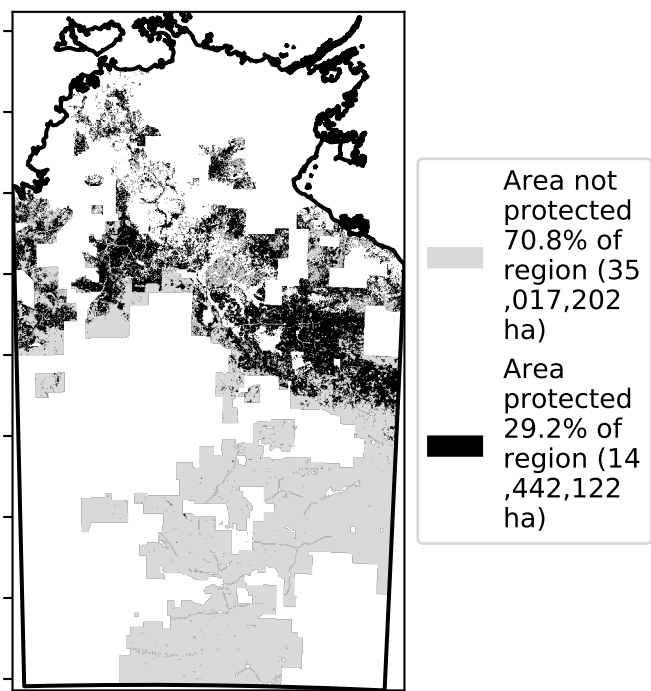 Area not
protected
70.8% of
region (35
,017,202
ha)
Area
protected
29.2% of
region (14
,442,122
ha)